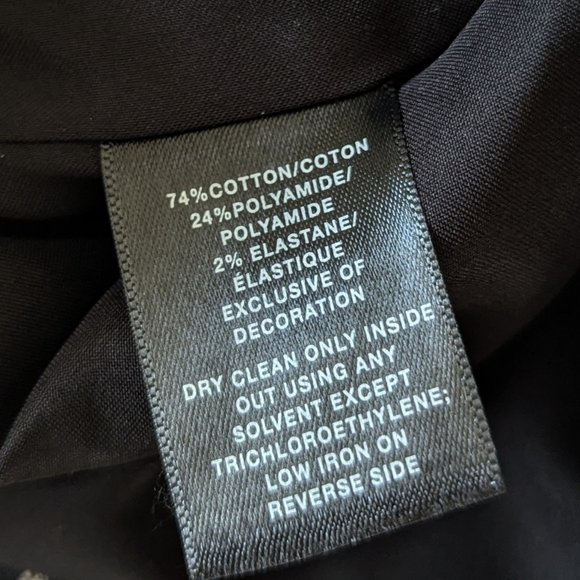 74%COTTON/COTON
24%POLYAMIDE/
POLYAMIDE
2% ELASTANE/
ÉLASTIQUE
EXCLUSIVE OF
DECORATION
DRY CLEAN ONLY INSIDE
OUT USING ANY
SOLVENT EXCEPT
TRICHLOROETHYLENE;
LOW IRON ON
REVERSE SIDE